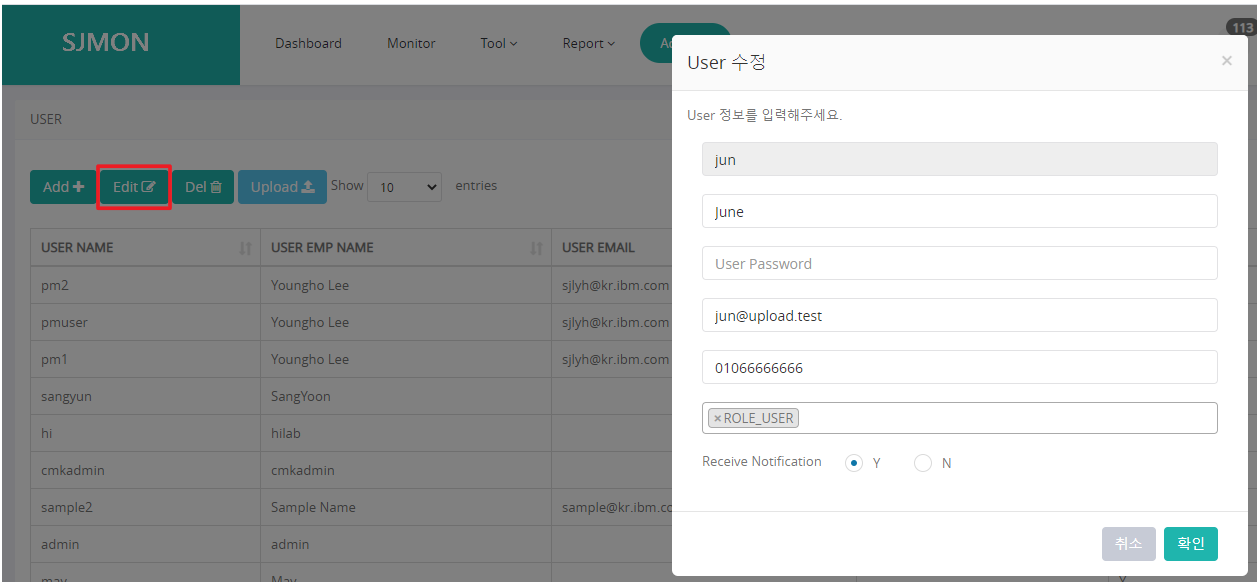 SJMON
Dashboard Monitor Tool Report
113
USER
Add Edit Del Upload Show 10 entries
USER NAME USER EMP NAME USER EMAIL
pm2 Youngho Lee sjlyh@kr.ibm.com
pmuser Youngho Lee sjlyh@kr.ibm.com
pm1 Youngho Lee sjlyh@kr.ibm.com
sangyun SangYoon
hi hilab
cmkadmin cmkadmin
sample2 Sample Name sample@kr.ibm.co
admin admin
may May
User 수정
×
User 정보를 입력해주세요.
jun
June
User Password
jun@upload.test
01066666666
×ROLE_USER
Receive Notification Y N
취소 확인